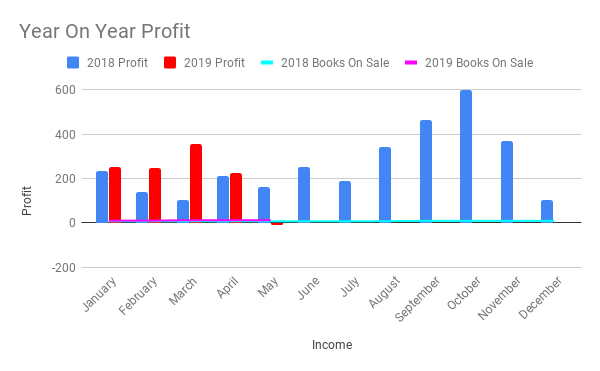 Year On Year Profit
2018 Profit 2019 Profit 2018 Books On Sale 2019 Books On Sale
Profit
600
400
200
0
-200
January February March April May June July August September October November December
Income